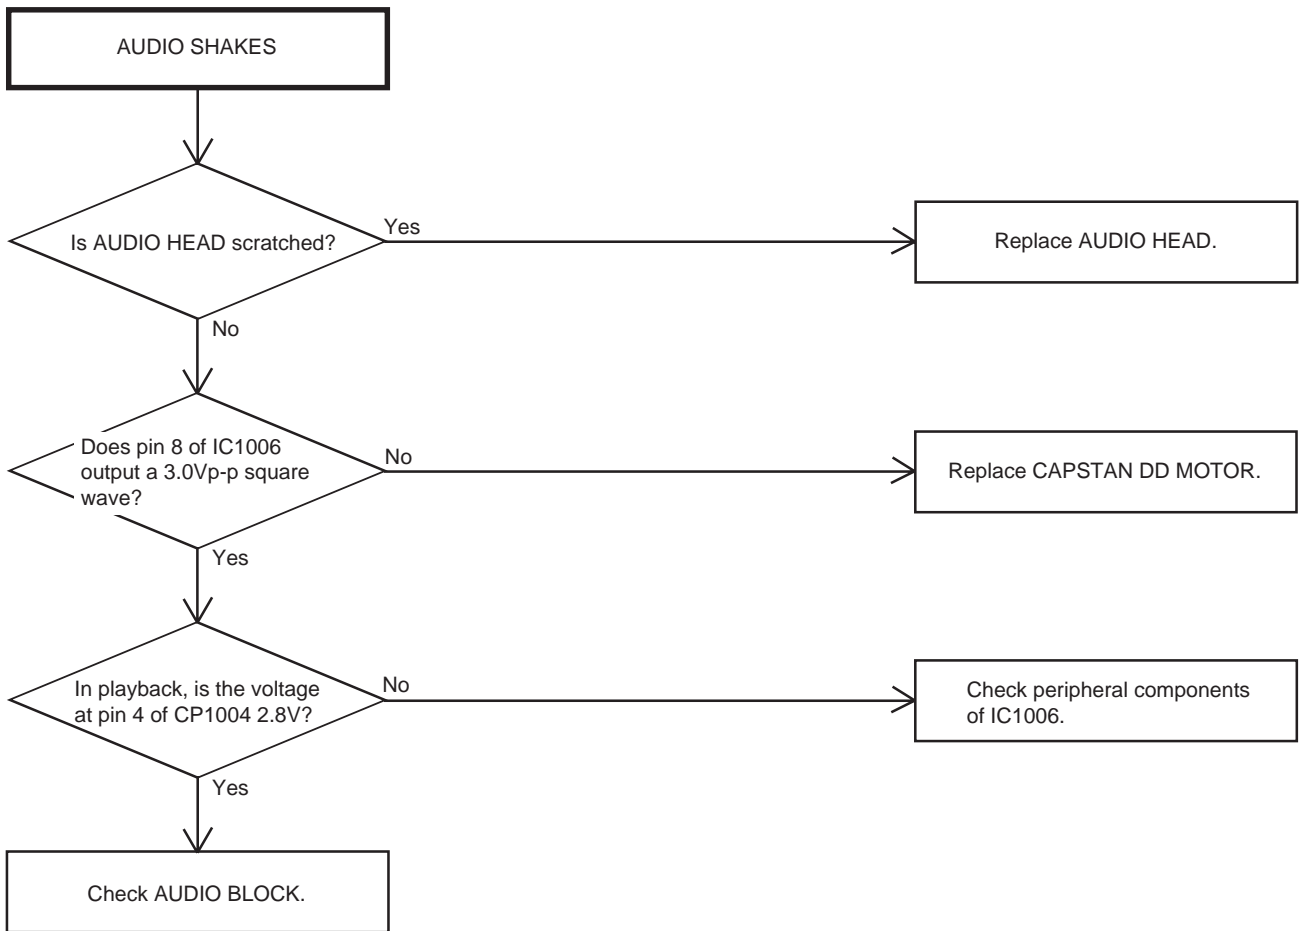 AUDIO SHAKES
Is AUDIO HEAD scratched?
Yes
Replace AUDIO HEAD.
No
Does pin 8 of IC1006
output a 3.0Vp-p square
wave?
No
Replace CAPSTAN DD MOTOR.
Yes
In playback, is the voltage
at pin 4 of CP1004 2.8V?
No
Check peripheral components
of IC1006.
Yes
Check AUDIO BLOCK.